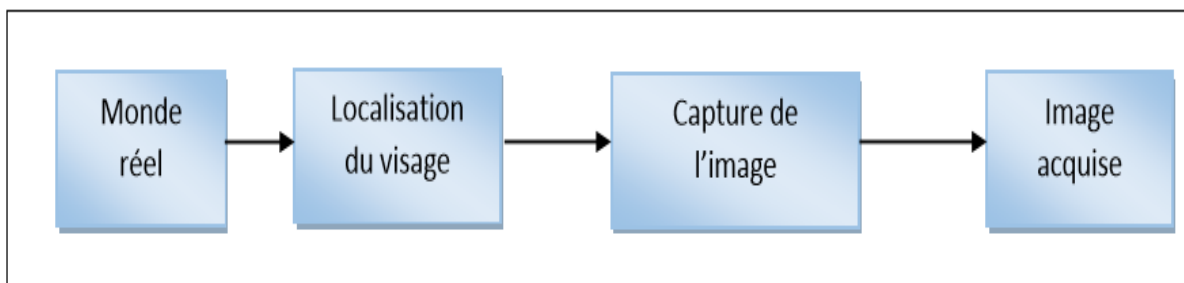 Monde
réel
Localisation
du visage
Capture de
l'image
Image
acquise